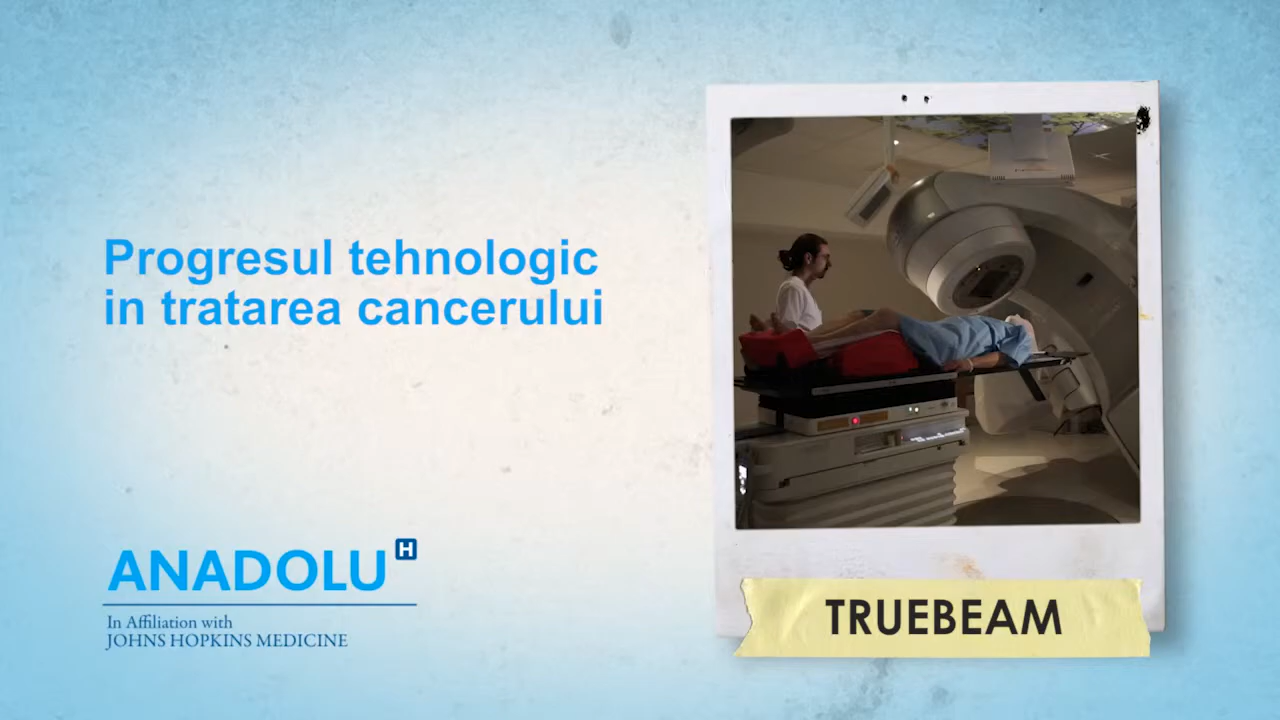 Progresul tehnologic
in tratarea cancerului
ANADOLU H
In Affiliation with
JOHNS HOPKINS MEDICINE
TRUEBEAM